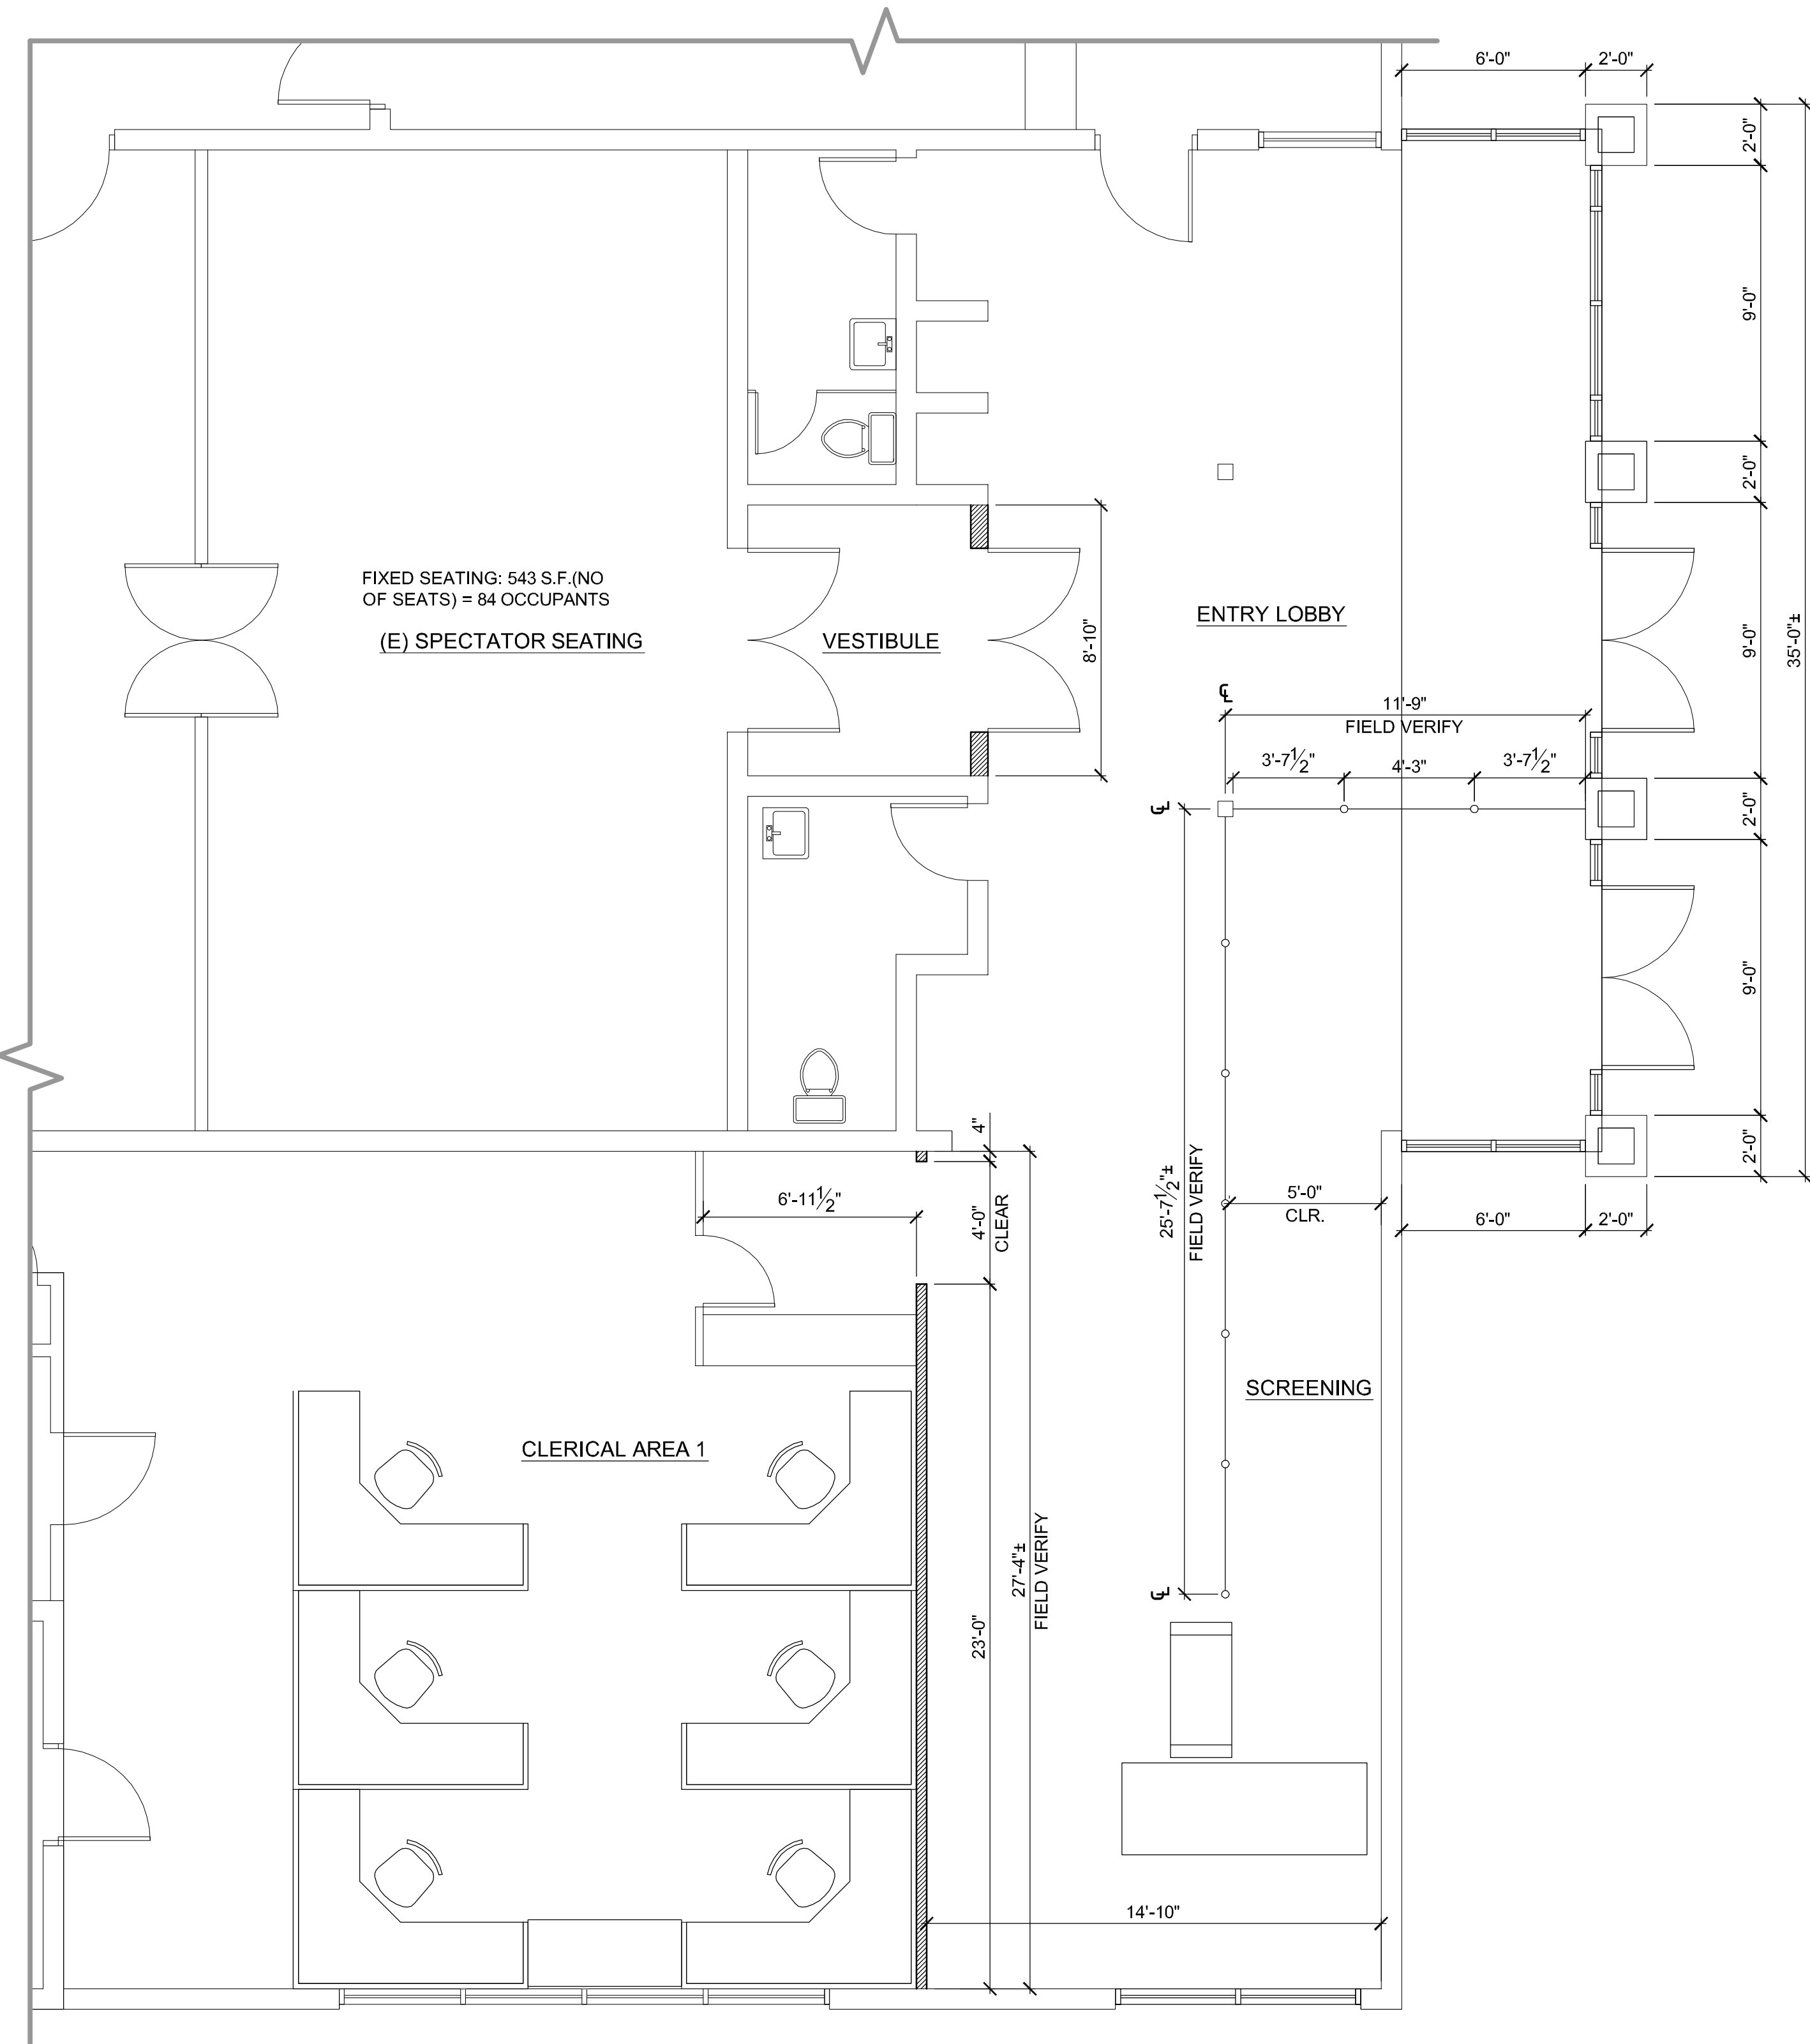 6'-0"
2'-0"
2'-0"
9'-0"
2'-0"
9'-0"
35'-0"±
2'-0"
9'-0"
2'-0"
6'-0"
2'-0"
FIXED SEATING: 543 S.F.(NO
OF SEATS) = 84 OCCUPANTS
(E) SPECTATOR SEATING
VESTIBULE
8'-10"
ENTRY LOBBY
℄
11'-9"
FIELD VERIFY
3'-7½"
4'-3"
3'-7½"
℄
25'-7½"±
FIELD VERIFY
5'-0"
CLR.
4"
4'-0"
CLEAR
6'-11½"
SCREENING
CLERICAL AREA 1
27'-4"±
FIELD VERIFY
23'-0"
℄
14'-10"